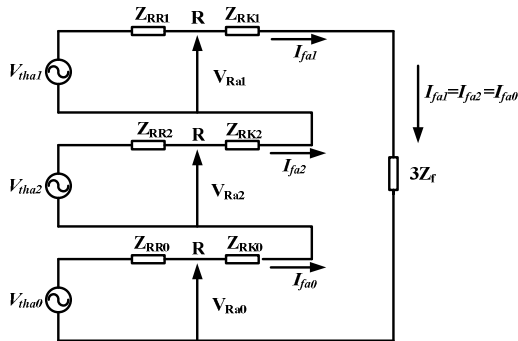 Z_RR1 R Z_RK1
I_fa1
V_tha1
V_Ra1
I_fa1=I_fa2=I_fa0
Z_RR2 R Z_RK2
I_fa2
V_tha2
V_Ra2
3Z_f
Z_RR0 R Z_RK0
I_fa0
V_tha0
V_Ra0